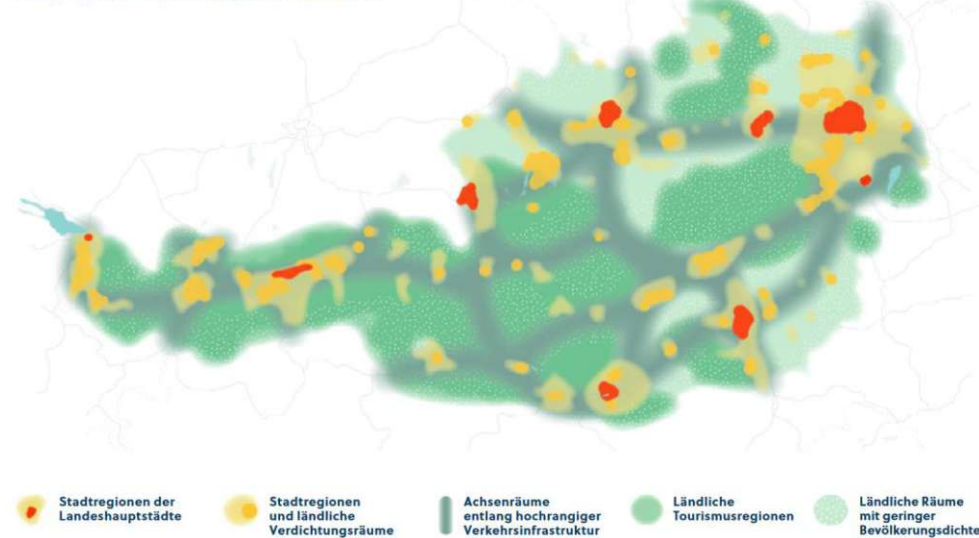 Stadtregionen der
Landeshauptstädte
Stadtregionen
und ländliche
Verdichtungsräume
Achsenräume
entlang hochrangiger
Verkehrsinfrastruktur
Ländliche
Tourismusregionen
Ländliche Räume
mit geringer
Bevölkerungsdichte